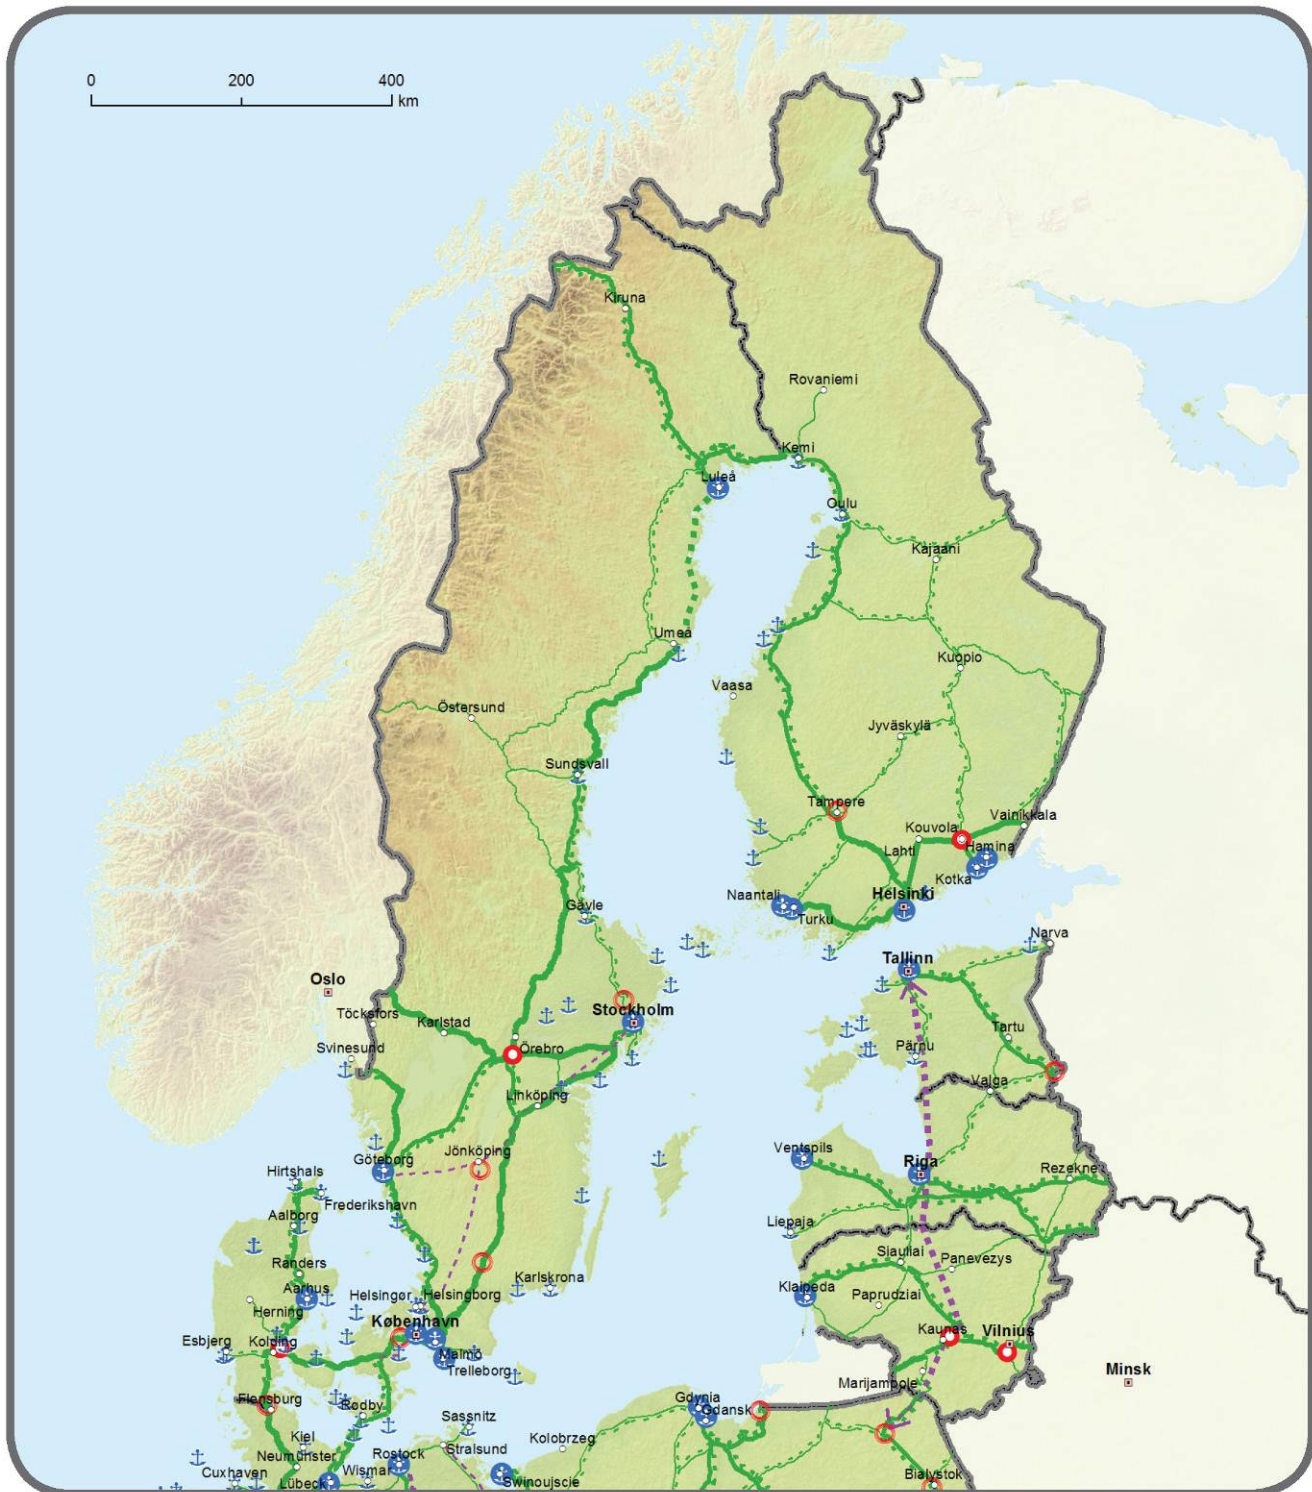 0 200 400
km
Kiruna
Rovaniemi
Kemi
Luleå
Oulu
Kajaani
Umeå
Kuopio
Vaasa
Östersund
Jyväskylä
Sundsvall
Tampere
Kouvola
Vainikkala
Lahti
Hamina
Kotka
Naantali
Helsinki
Gävle
Turku
Narva
Tallinn
Oslo
Stockholm
Töcksfors
Karlstad
Örebro
Tartu
Svinesund
Pärnu
Linköping
Valga
Jönköping
Göteborg
Ventspils
Riga
Rezekne
Hirtshals
Frederikshavn
Aalborg
Liepaja
Siauliai
Panevezys
Randers
Aarhus
Karlskrona
Klaipeda
Paprudziai
Helsingør
Helsingborg
Herning
København
Kaunas
Vilnius
Esbjerg
Kolding
Malmö
Trelleborg
Minsk
Marijampole
Flensburg
Gdynia
Gdansk
Rødby
Sassnitz
Kiel
Stralsund
Kolobrzeg
Neumünster
Rostock
Cuxhaven
Wismar
Lübeck
Swinoujscie
Bialystok